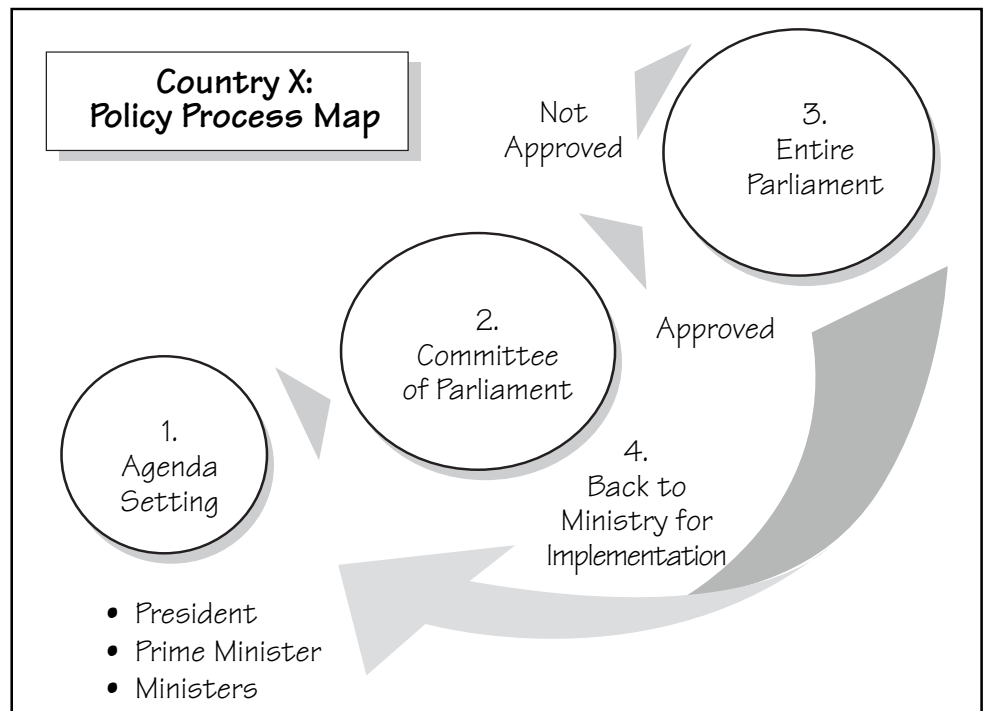 Country X:
Policy Process Map
Not
Approved
3.
Entire
Parliament
2.
Committee
of Parliament
Approved
1.
Agenda
Setting
4.
Back to
Ministry for
Implementation
• President
• Prime Minister
• Ministers